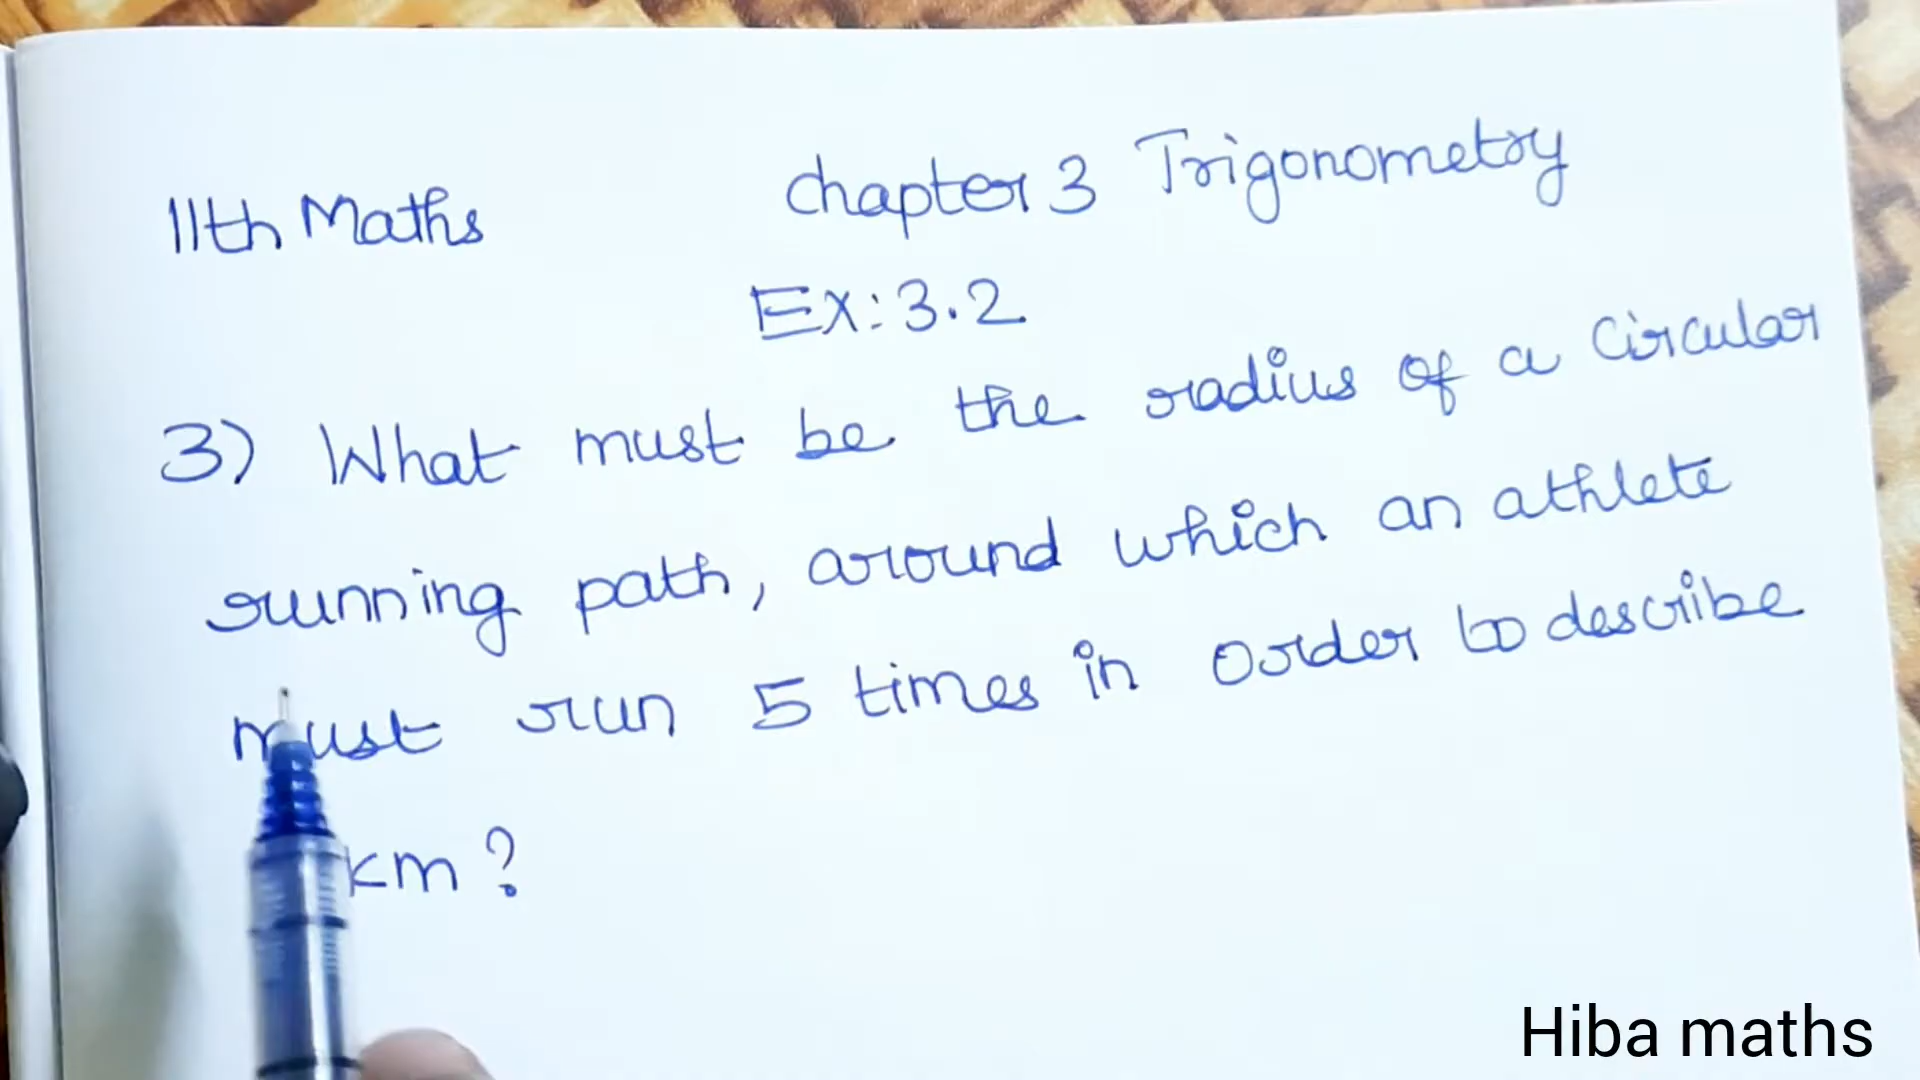 11th Maths
chapter 3 Trigonometry
Ex: 3.2
3) What must be the radius of a circular
running path, around which an athlete
must run 5 times in order to describe
km ?
Hiba maths